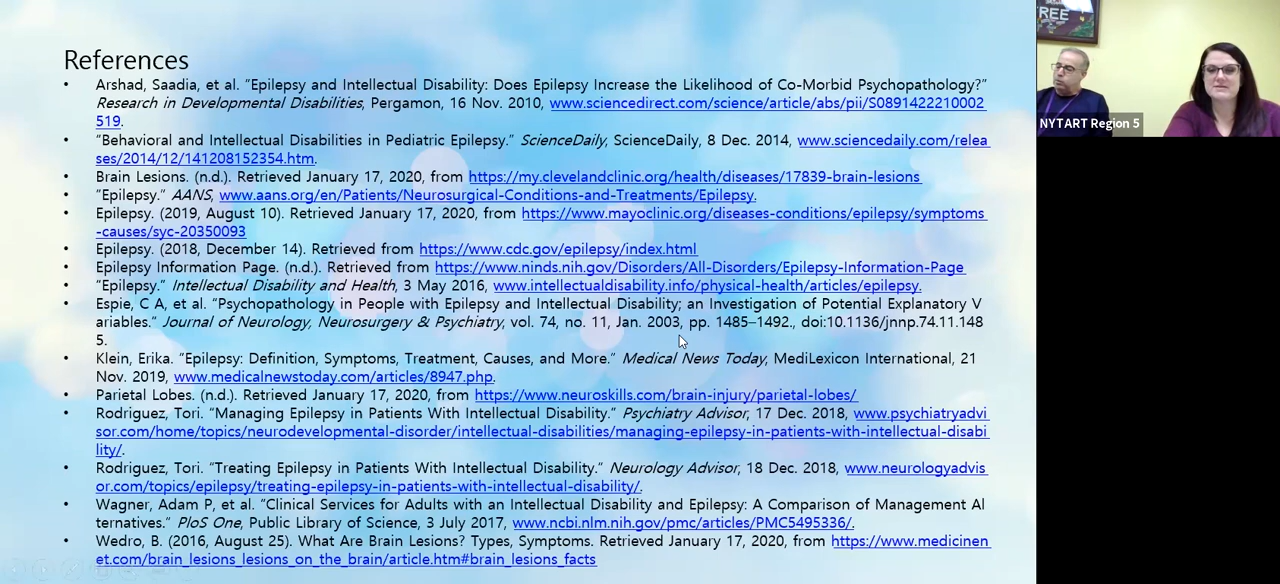 References
• Arshad, Saadia, et al. “Epilepsy and Intellectual Disability: Does Epilepsy Increase the Likelihood of Co-Morbid Psychopathology?”
Research in Developmental Disabilities, Pergamon, 16 Nov. 2010, www.sciencedirect.com/science/article/abs/pii/S0891422210002
519.
• “Behavioral and Intellectual Disabilities in Pediatric Epilepsy.” ScienceDaily, ScienceDaily, 8 Dec. 2014, www.sciencedaily.com/relea
ses/2014/12/141208152354.htm.
• Brain Lesions. (n.d.). Retrieved January 17, 2020, from https://my.clevelandclinic.org/health/diseases/17839-brain-lesions
• “Epilepsy.” AANS, www.aans.org/en/Patients/Neurosurgical-Conditions-and-Treatments/Epilepsy.
• Epilepsy. (2019, August 10). Retrieved January 17, 2020, from https://www.mayoclinic.org/diseases-conditions/epilepsy/symptoms
-causes/syc-20350093
• Epilepsy. (2018, December 14). Retrieved from https://www.cdc.gov/epilepsy/index.html
• Epilepsy Information Page. (n.d.). Retrieved from https://www.ninds.nih.gov/Disorders/All-Disorders/Epilepsy-Information-Page
• “Epilepsy.” Intellectual Disability and Health, 3 May 2016, www.intellectualdisability.info/physical-health/articles/epilepsy.
• Espie, C A, et al. “Psychopathology in People with Epilepsy and Intellectual Disability; an Investigation of Potential Explanatory V
ariables.” Journal of Neurology, Neurosurgery & Psychiatry, vol. 74, no. 11, Jan. 2003, pp. 1485–1492., doi:10.1136/jnnp.74.11.148
5.
• Klein, Erika. “Epilepsy: Definition, Symptoms, Treatment, Causes, and More.” Medical News Today, MediLexicon International, 21
Nov. 2019, www.medicalnewstoday.com/articles/8947.php.
• Parietal Lobes. (n.d.). Retrieved January 17, 2020, from https://www.neuroskills.com/brain-injury/parietal-lobes/
• Rodriguez, Tori. “Managing Epilepsy in Patients With Intellectual Disability.” Psychiatry Advisor, 17 Dec. 2018, www.psychiatryadvi
sor.com/home/topics/neurodevelopmental-disorder/intellectual-disabilities/managing-epilepsy-in-patients-with-intellectual-disabi
lity/.
• Rodriguez, Tori. “Treating Epilepsy in Patients With Intellectual Disability.” Neurology Advisor, 18 Dec. 2018, www.neurologyadvis
or.com/topics/epilepsy/treating-epilepsy-in-patients-with-intellectual-disability/.
• Wagner, Adam P, et al. “Clinical Services for Adults with an Intellectual Disability and Epilepsy: A Comparison of Management Al
ternatives.” PloS One, Public Library of Science, 3 July 2017, www.ncbi.nlm.nih.gov/pmc/articles/PMC5495336/.
• Wedro, B. (2016, August 25). What Are Brain Lesions? Types, Symptoms. Retrieved January 17, 2020, from https://www.medicinen
et.com/brain_lesions_lesions_on_the_brain/article.htm#brain_lesions_facts
REE
NYTART Region 5